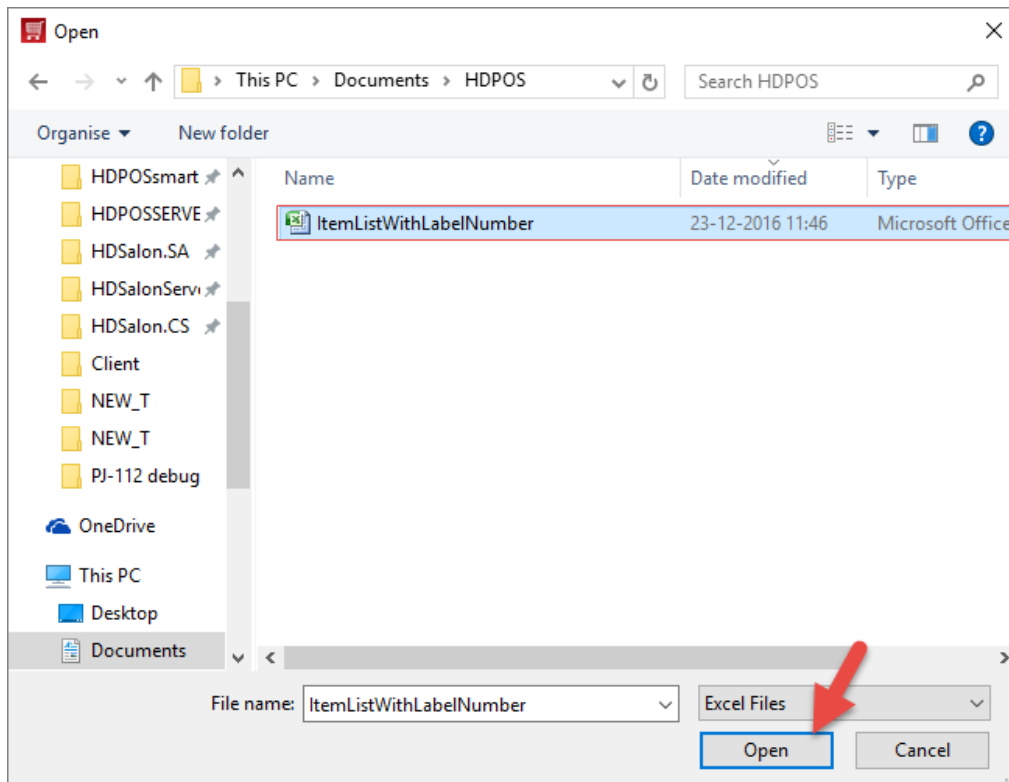 Open
This PC > Documents > HDPOS
Search HDPOS
Organise
New folder
HDPOSsmart
HDPOSSERVE
HDSalon.SA
HDSalonServ
HDSalon.CS
Client
NEW_T
NEW_T
PJ-112 debug
OneDrive
This PC
Desktop
Documents
Name
Date modified
Type
ItemListWithLabelNumber
23-12-2016 11:46
Microsoft Office
File name:
ItemListWithLabelNumber
Excel Files
Open
Cancel